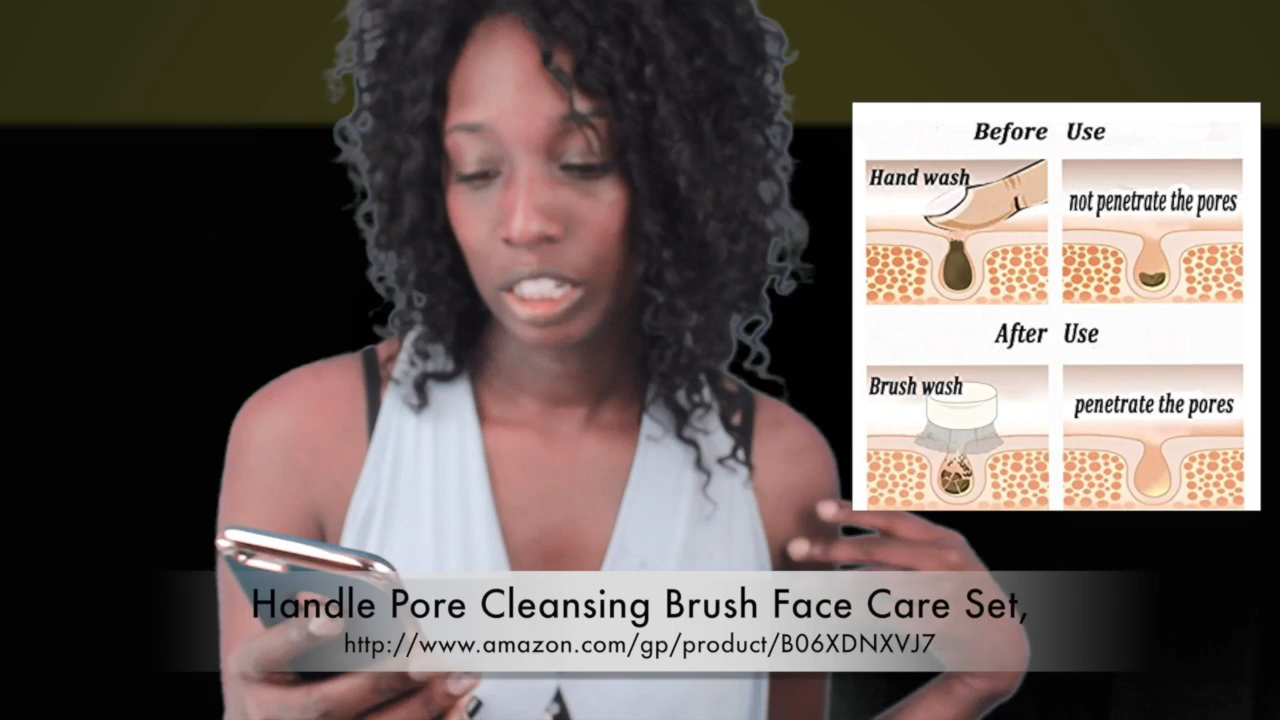 Before Use
Hand wash
not penetrate the pores
After Use
Brush wash
penetrate the pores
Handle Pore Cleansing Brush Face Care Set,
http://www.amazon.com/gp/product/B06XDNXVJ7